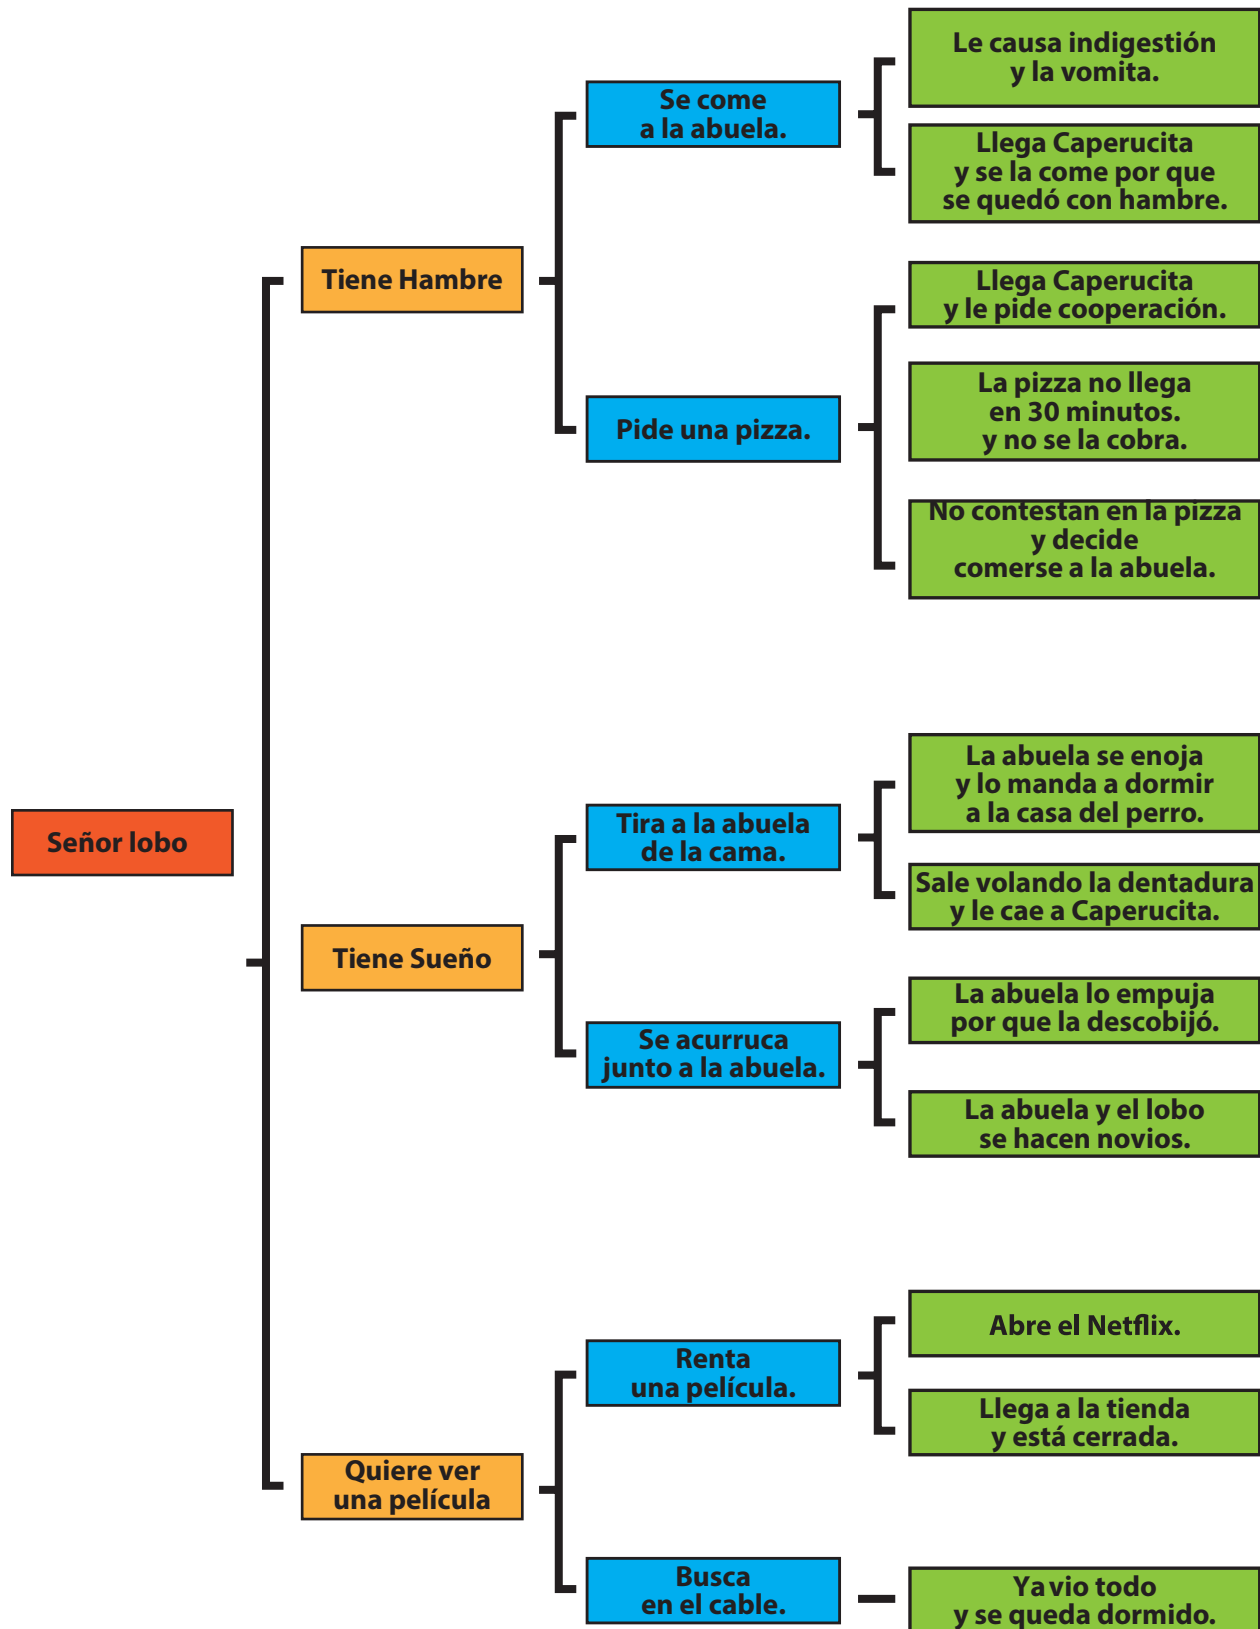 Señor lobo
Tiene Hambre
Se come
a la abuela.
Le causa indigestión
y la vomita.
Llega Caperucita
y se la come por que
se quedó con hambre.
Pide una pizza.
Llega Caperucita
y le pide cooperación.
La pizza no llega
en 30 minutos.
y no se la cobra.
No contestan en la pizza
y decide
comerse a la abuela.
Tiene Sueño
Tira a la abuela
de la cama.
La abuela se enoja
y lo manda a dormir
a la casa del perro.
Sale volando la dentadura
y le cae a Caperucita.
Se acurruca
junto a la abuela.
La abuela lo empuja
por que la descobijó.
La abuela y el lobo
se hacen novios.
Quiere ver
una película
Renta
una película.
Abre el Netflix.
Llega a la tienda
y está cerrada.
Busca
en el cable.
Ya vio todo
y se queda dormido.